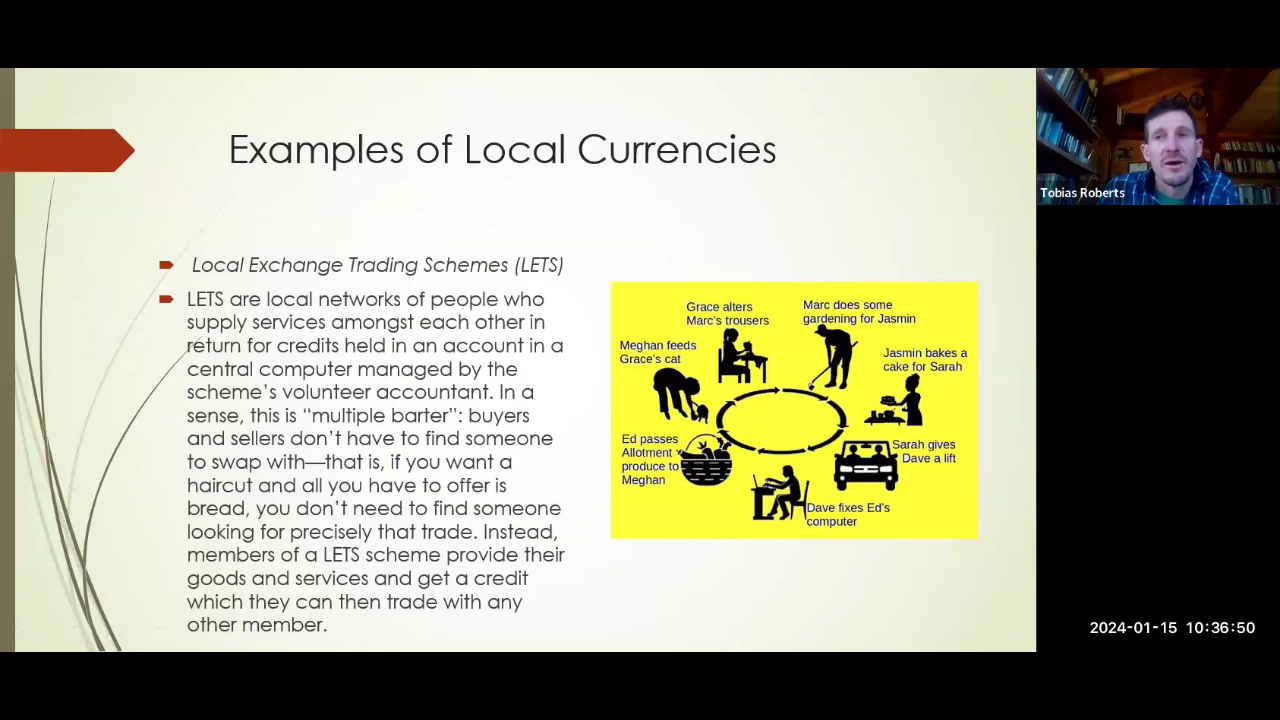 Examples of Local Currencies
Local Exchange Trading Schemes (LETS)
LETS are local networks of people who
supply services amongst each other in
return for credits held in an account in a
central computer managed by the
scheme’s volunteer accountant. In a
sense, this is “multiple barter”: buyers
and sellers don’t have to find someone
to swap with—that is, if you want a
haircut and all you have to offer is
bread, you don’t need to find someone
looking for precisely that trade. Instead,
members of a LETS scheme provide their
goods and services and get a credit
which they can then trade with any
other member.
Grace alters
Marc's trousers
Marc does some
gardening for Jasmin
Meghan feeds
Grace's cat
Jasmin bakes a
cake for Sarah
Ed passes
Allotment
produce to
Meghan
Sarah gives
Dave a lift
Dave fixes Ed's
computer
Tobias Roberts
2024-01-15 10:36:50